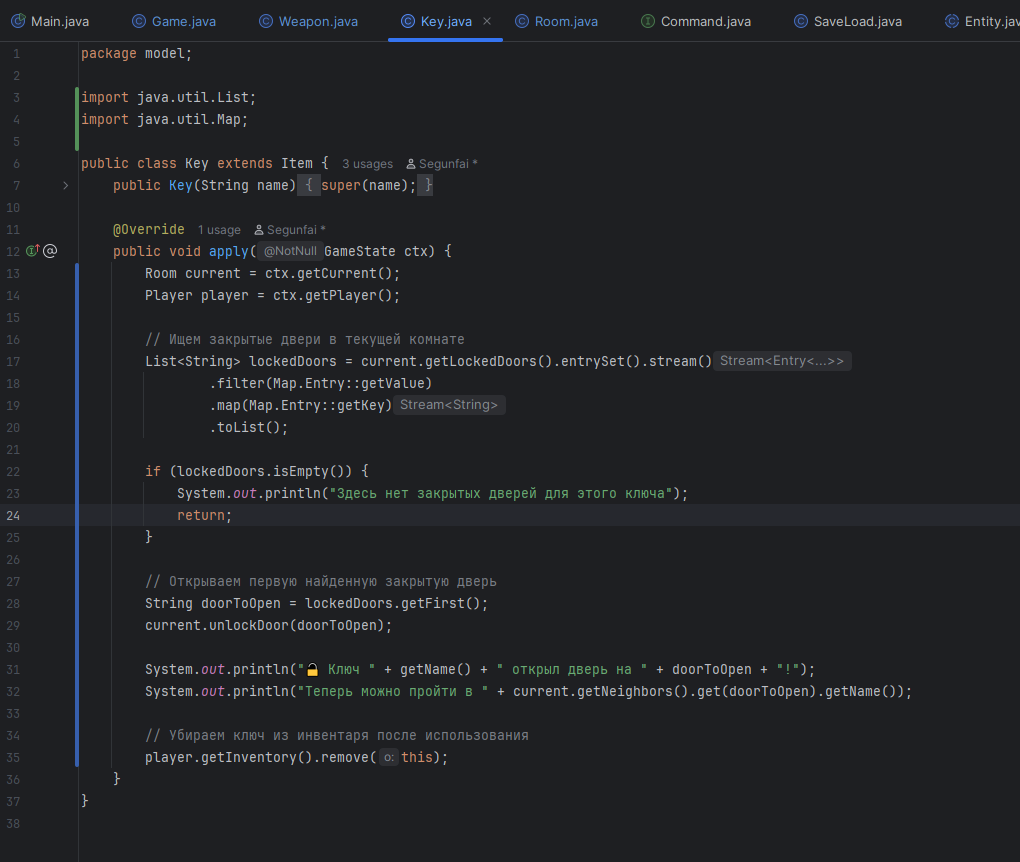 Main.java Game.java Weapon.java Key.java × Room.java Command.java SaveLoad.java Entity.jav
1 package model;
2
3 import java.util.List;
4 import java.util.Map;
5
6 public class Key extends Item { 3 usages Segunfai *
7 public Key(String name) { super(name); }
10
11 @Override 1 usage Segunfai *
12 public void apply( @NotNull GameState ctx) {
13 Room current = ctx.getCurrent();
14 Player player = ctx.getPlayer();
15
16 // Ищем закрытые двери в текущей комнате
17 List<String> lockedDoors = current.getLockedDoors().entrySet().stream() Stream<Entry<...>>
18 .filter(Map.Entry::getValue)
19 .map(Map.Entry::getKey) Stream<String>
20 .toList();
21
22 if (lockedDoors.isEmpty()) {
23 System.out.println("Здесь нет закрытых дверей для этого ключа");
24 return;
25 }
26
27 // Открываем первую найденную закрытую дверь
28 String doorToOpen = lockedDoors.getFirst();
29 current.unlockDoor(doorToOpen);
30
31 System.out.println("🔓 Ключ " + getName() + " открыл дверь на " + doorToOpen + "!");
32 System.out.println("Теперь можно пройти в " + current.getNeighbors().get(doorToOpen).getName());
33
34 // Убираем ключ из инвентаря после использования
35 player.getInventory().remove( o: this);
36 }
37 }
38